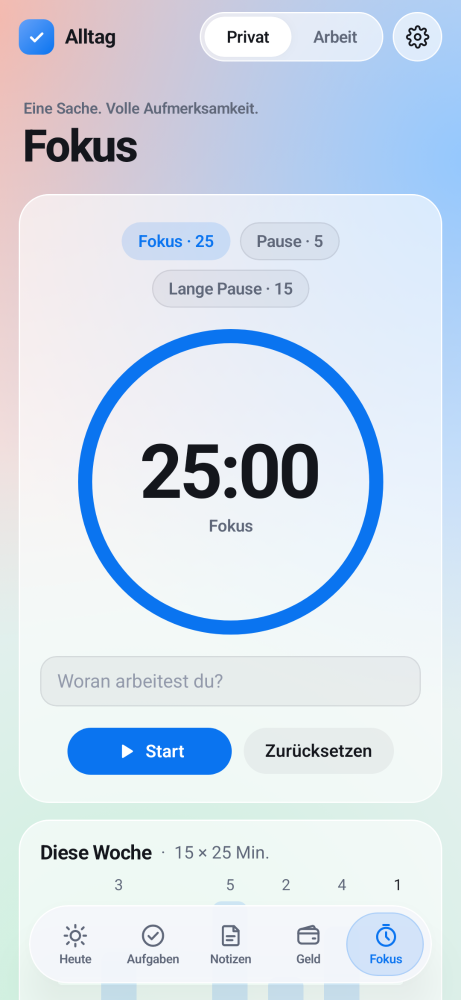 Alltag
Privat
Arbeit
Eine Sache. Volle Aufmerksamkeit.
Fokus
Fokus · 25
Pause · 5
Lange Pause · 15
25:00
Fokus
Woran arbeitest du?
Start
Zurücksetzen
Diese Woche · 15 × 25 Min.
3 5 2 4 1
Heute
Aufgaben
Notizen
Geld
Fokus